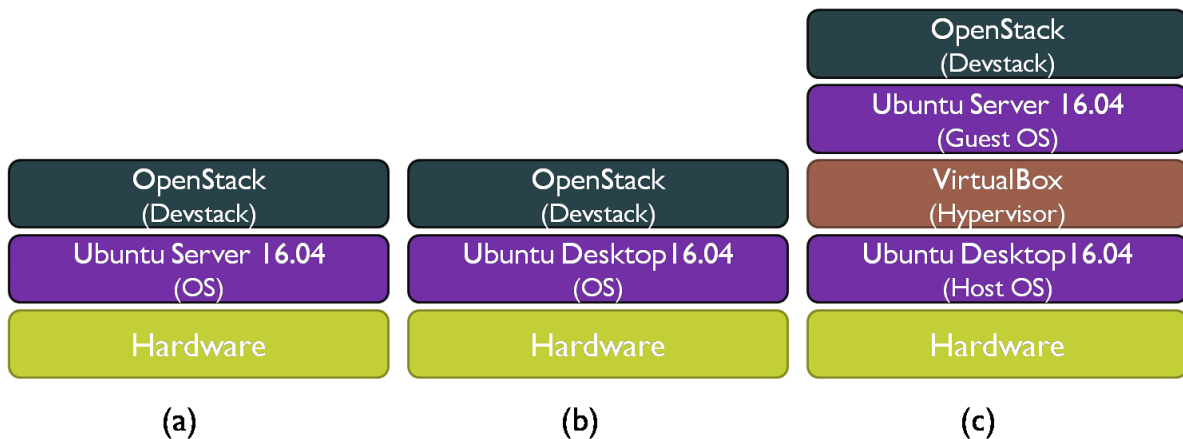 OpenStack
(Devstack)
Ubuntu Server 16.04
(OS)
Hardware
(a)
OpenStack
(Devstack)
Ubuntu Desktop16.04
(OS)
Hardware
(b)
OpenStack
(Devstack)
Ubuntu Server 16.04
(Guest OS)
VirtualBox
(Hypervisor)
Ubuntu Desktop16.04
(Host OS)
Hardware
(c)